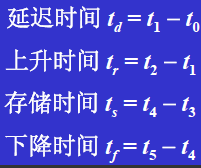 延迟时间 t_d = t_1 – t_0
上升时间 t_r = t_2 – t_1
存储时间 t_s = t_4 – t_3
下降时间 t_f = t_5 – t_4